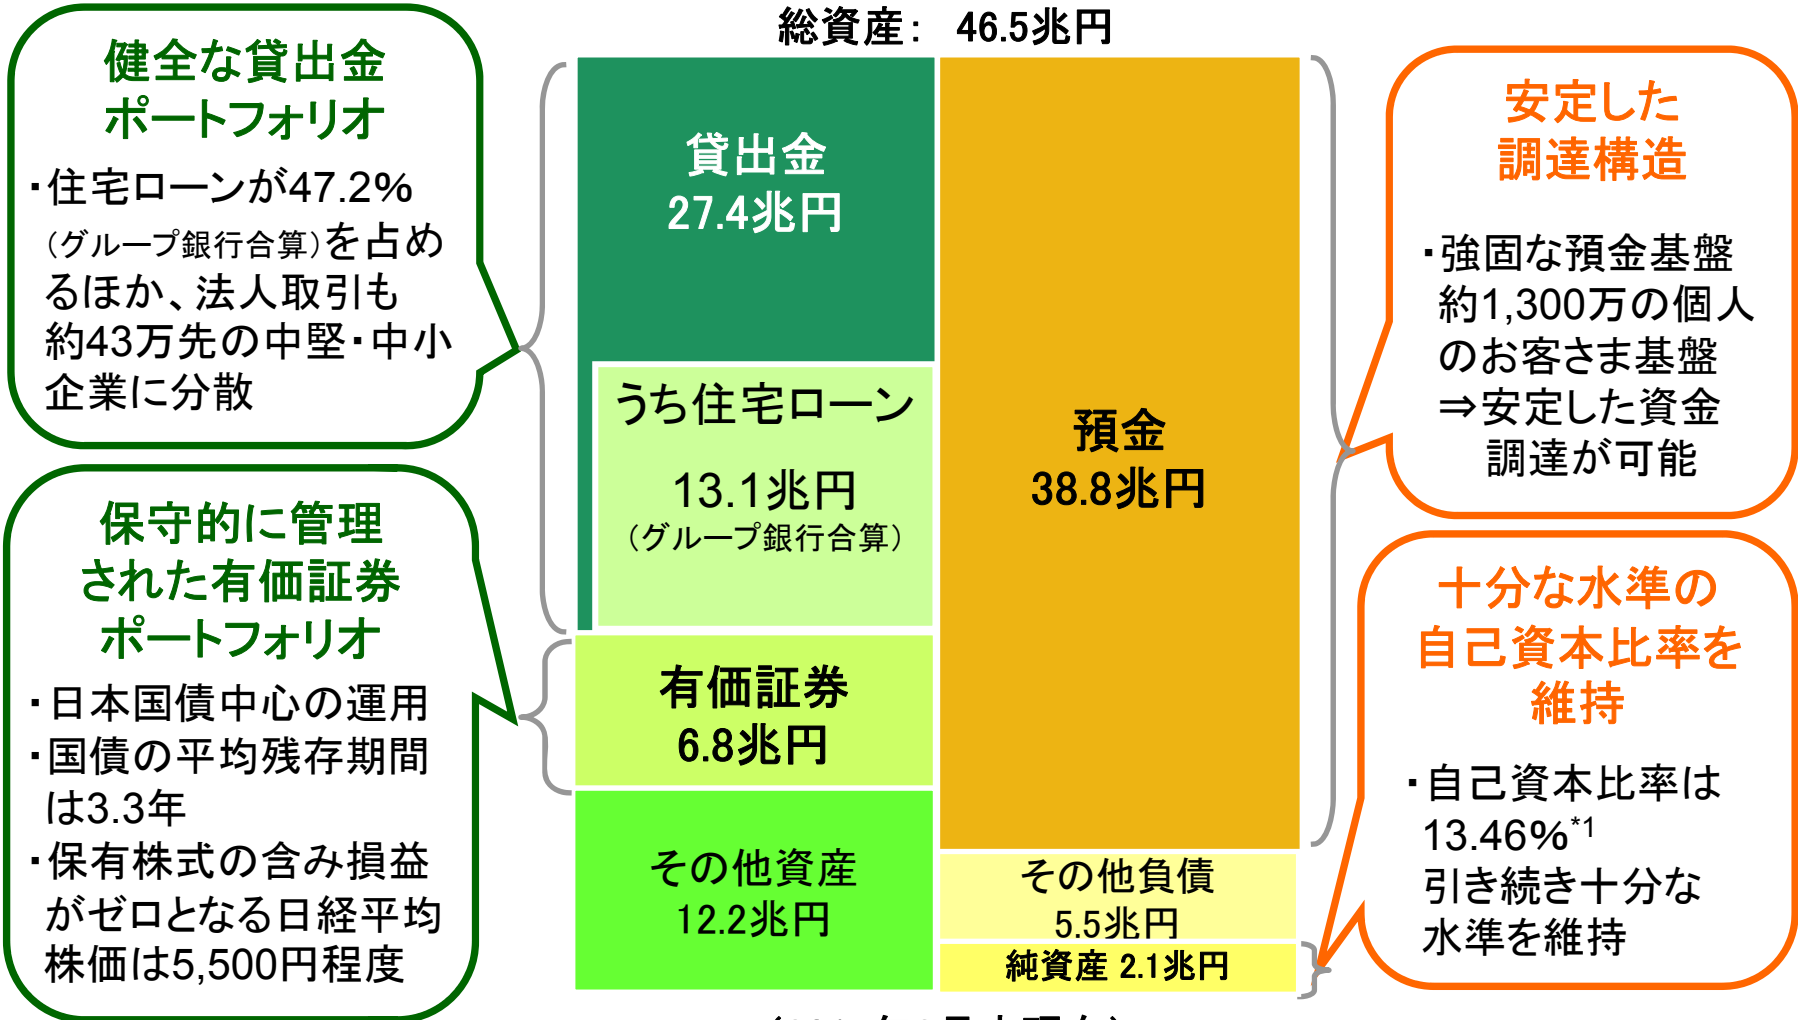 総資産： 46.5兆円
健全な貸出金
ポートフォリオ
・住宅ローンが47.2%
（グループ銀行合算）を占め
るほか、法人取引も
約43万先の中堅・中小
企業に分散
保守的に管理
された有価証券
ポートフォリオ
・日本国債中心の運用
・国債の平均残存期間
は3.3年
・保有株式の含み損益
がゼロとなる日経平均
株価は5,500円程度
貸出金
27.4兆円
うち住宅ローン
13.1兆円
（グループ銀行合算）
有価証券
6.8兆円
その他資産
12.2兆円
預金
38.8兆円
その他負債
5.5兆円
純資産 2.1兆円
安定した
調達構造
・強固な預金基盤
約1,300万の個人
のお客さま基盤
⇒安定した資金
調達が可能
十分な水準の
自己資本比率を
維持
・自己資本比率は
13.46%*1
引き続き十分な
水準を維持